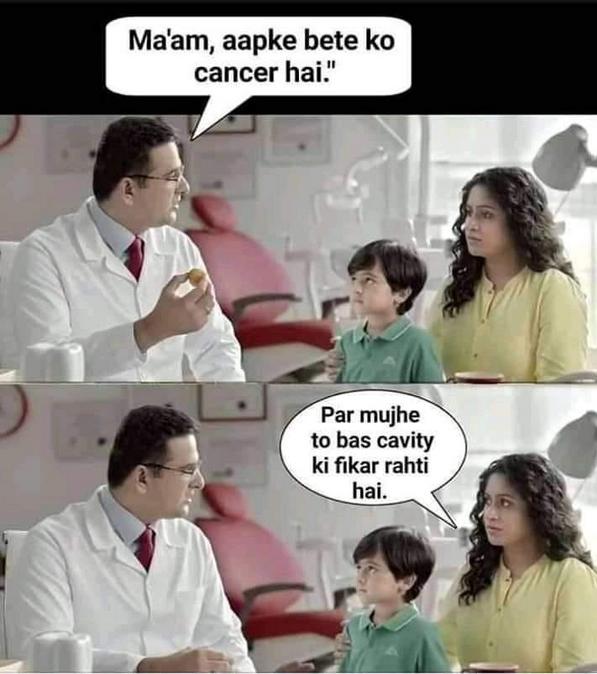 Ma'am, aapke bete ko
cancer hai."
Par mujhe
to bas cavity
ki fikar rahti
hai.